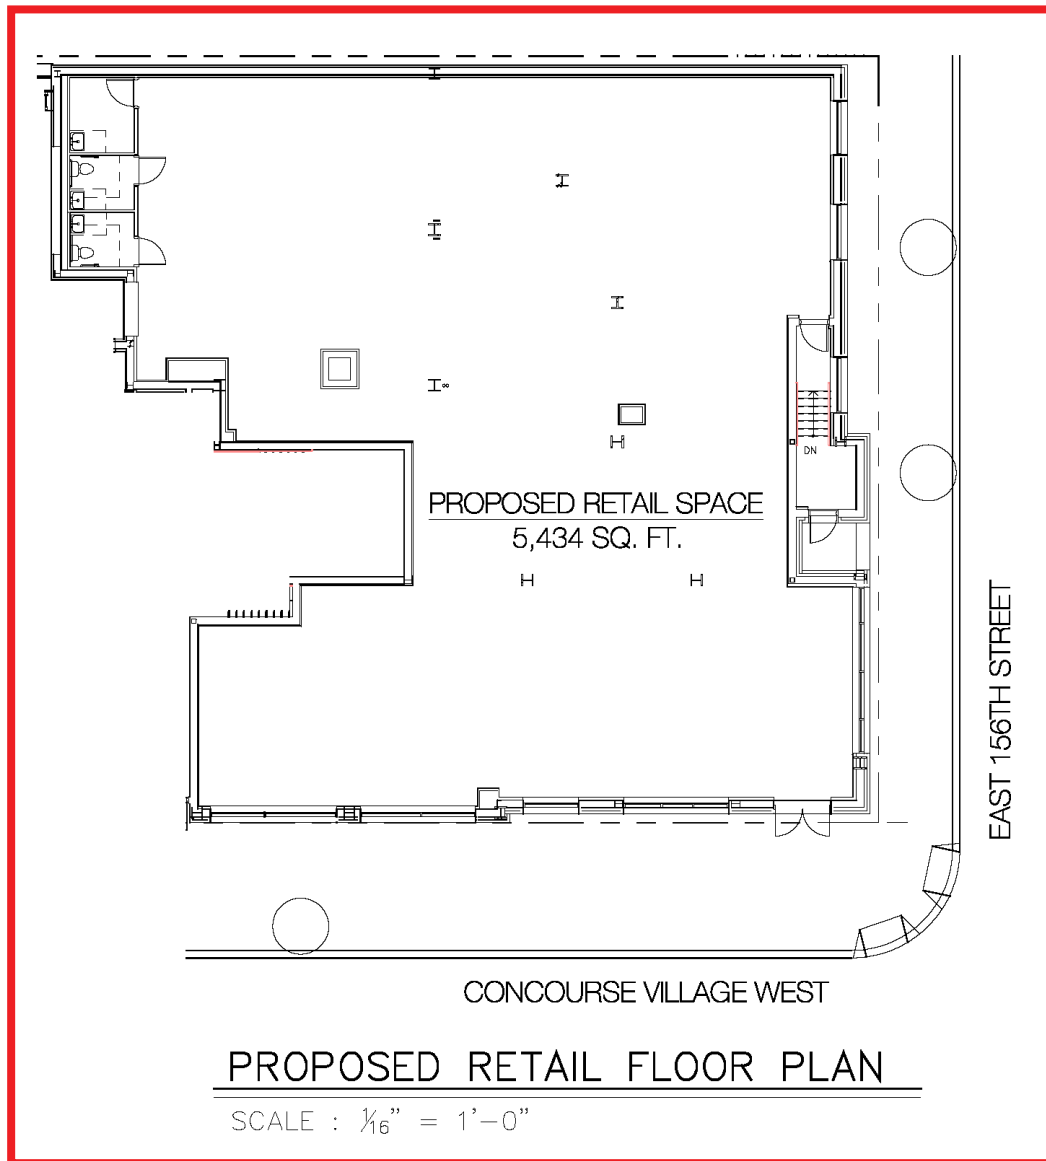 DN
PROPOSED RETAIL SPACE
5,434 SQ. FT.
EAST 156TH STREET
CONCOURSE VILLAGE WEST
PROPOSED RETAIL FLOOR PLAN
SCALE : 1/16" = 1'-0"